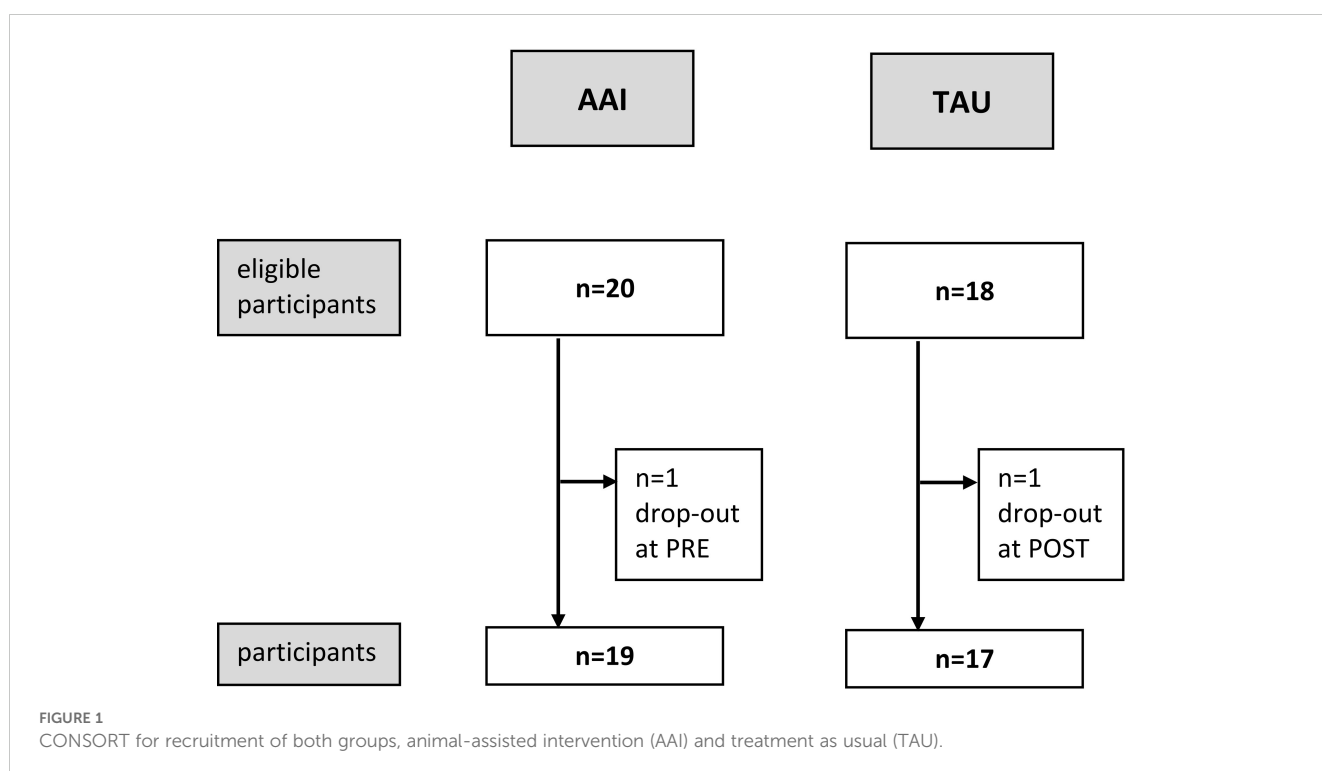 AAI
TAU
eligible
participants
n=20
n=18
n=1
drop-out
at PRE
n=1
drop-out
at POST
participants
n=19
n=17
FIGURE 1
CONSORT for recruitment of both groups, animal-assisted intervention (AAI) and treatment as usual (TAU).